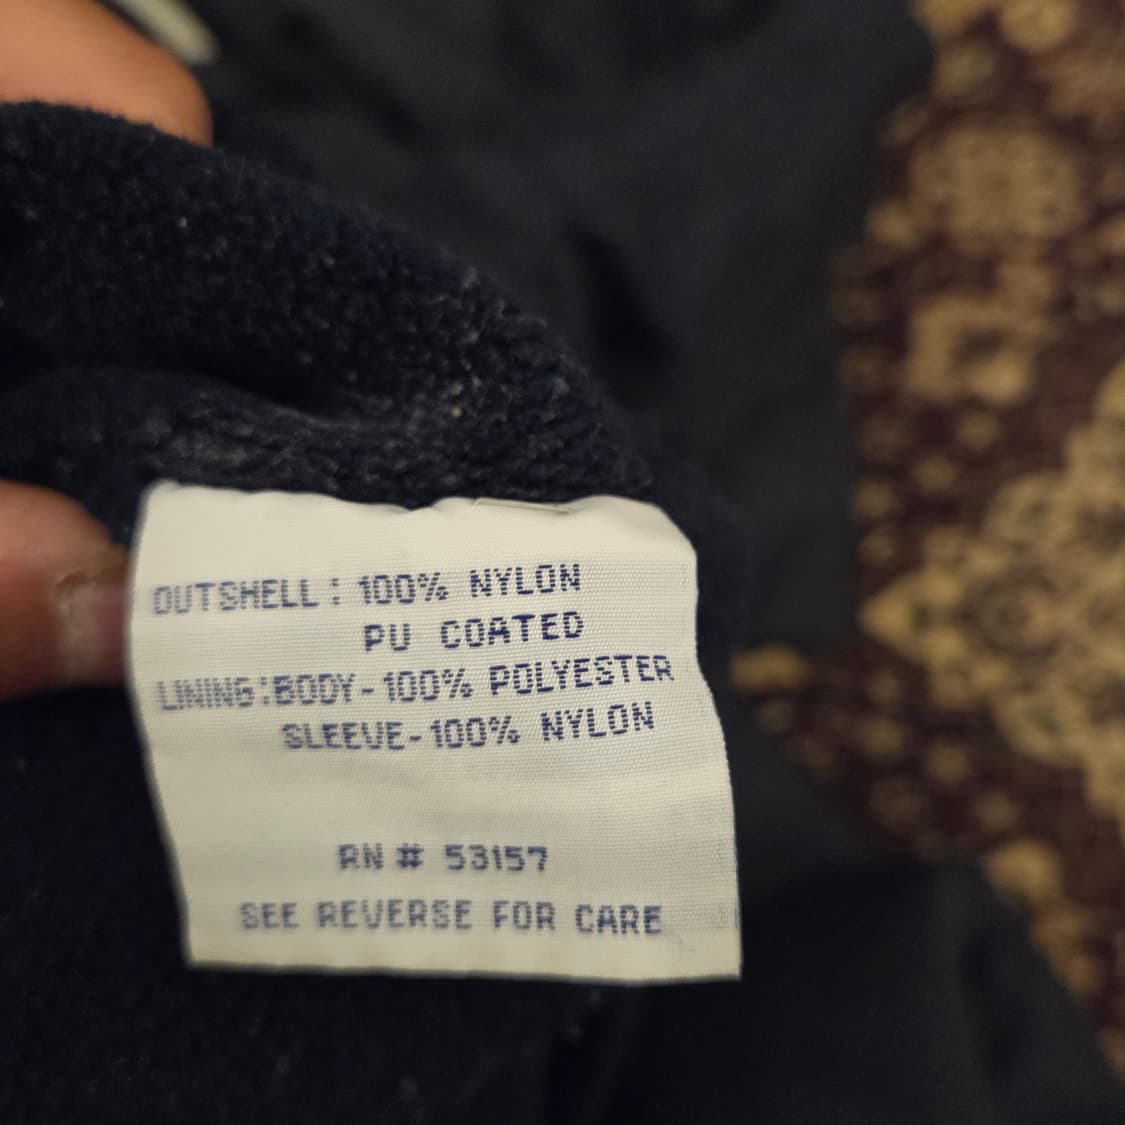 OUTSHELL: 100% NYLON
PU COATED
LINING:BODY-100% POLYESTER
SLEEVE-100% NYLON
RN # 53157
SEE REVERSE FOR CARE